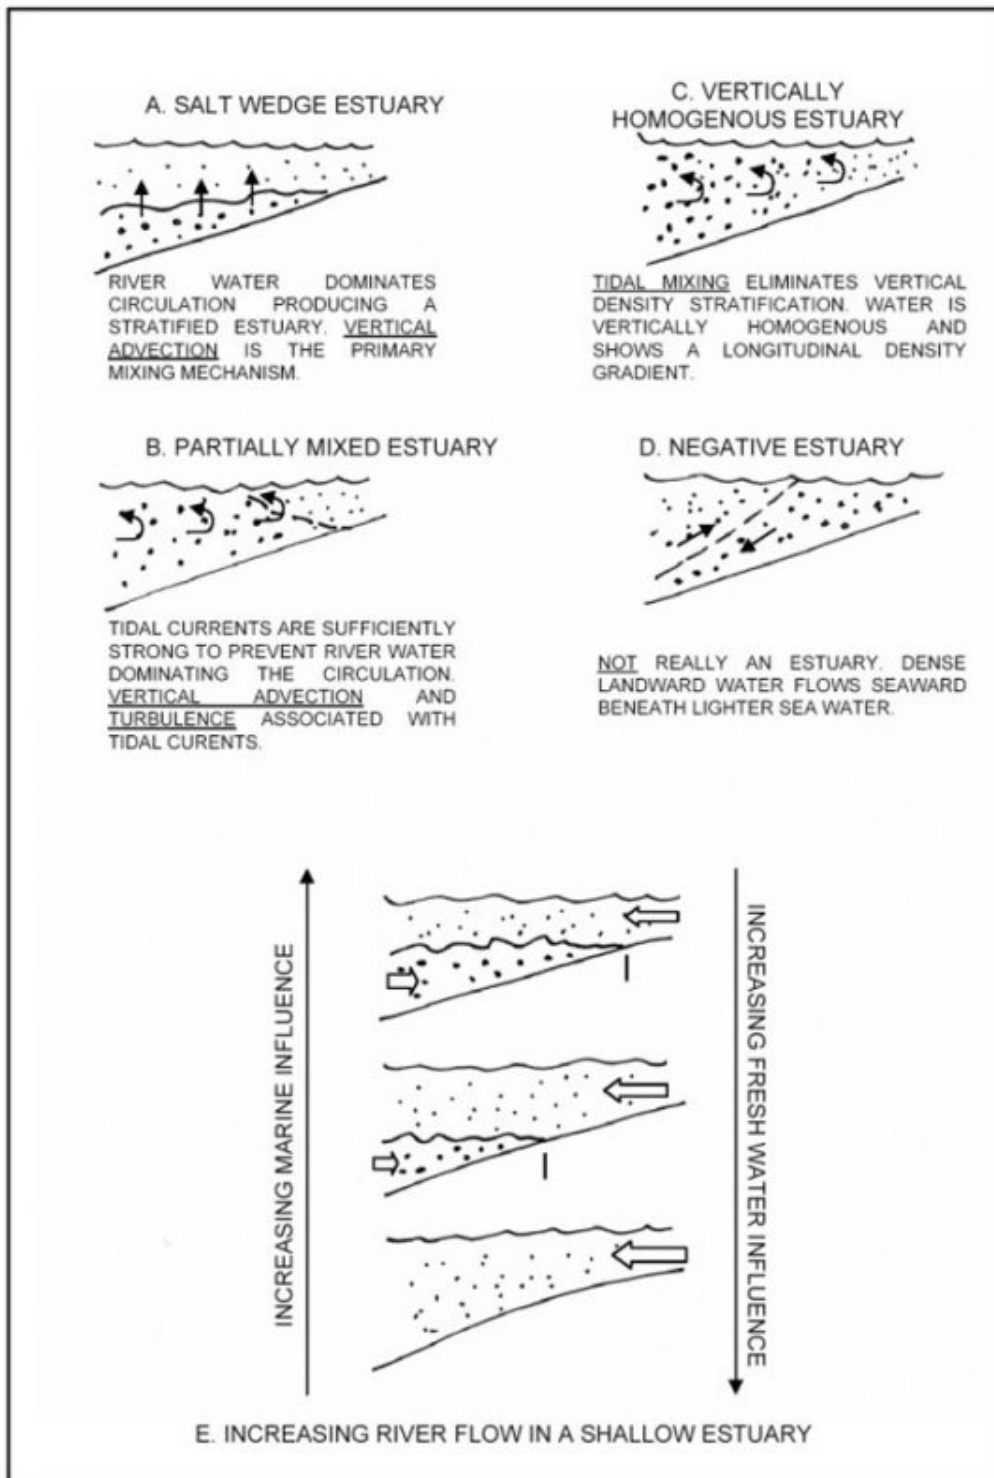 A. SALT WEDGE ESTUARY
RIVER WATER DOMINATES
CIRCULATION PRODUCING A
STRATIFIED ESTUARY. VERTICAL
ADVECTION IS THE PRIMARY
MIXING MECHANISM.
C. VERTICALLY
HOMOGENOUS ESTUARY
TIDAL MIXING ELIMINATES VERTICAL
DENSITY STRATIFICATION. WATER IS
VERTICALLY HOMOGENOUS AND
SHOWS A LONGITUDINAL DENSITY
GRADIENT.
B. PARTIALLY MIXED ESTUARY
TIDAL CURRENTS ARE SUFFICIENTLY
STRONG TO PREVENT RIVER WATER
DOMINATING THE CIRCULATION.
VERTICAL ADVECTION AND
TURBULENCE ASSOCIATED WITH
TIDAL CURENTS.
D. NEGATIVE ESTUARY
NOT REALLY AN ESTUARY. DENSE
LANDWARD WATER FLOWS SEAWARD
BENEATH LIGHTER SEA WATER.
INCREASING MARINE INFLUENCE
INCREASING FRESH WATER INFLUENCE
E. INCREASING RIVER FLOW IN A SHALLOW ESTUARY